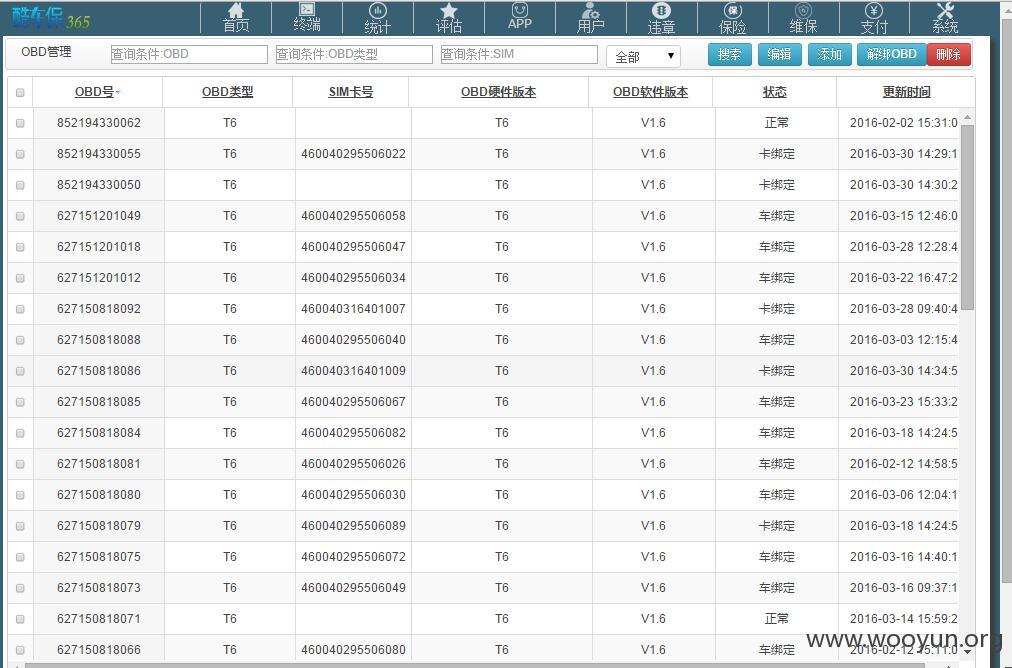 酷车保365 首页 终端 统计 评估 APP 用户 保险 违章 维保 支付 系统
OBD管理 查询条件:OBD 查询条件:OBD类型 查询条件:SIM 全部 搜索 编辑 添加 解绑OBD 删除
OBD号 OBD类型 SIM卡号 OBD硬件版本 OBD软件版本 状态 更新时间
852194330062 T6 T6 V1.6 正常 2016-02-02 15:31:0
852194330055 T6 460040295506022 T6 V1.6 卡绑定 2016-03-30 14:29:1
852194330050 T6 T6 V1.6 卡绑定 2016-03-30 14:30:2
627151201049 T6 460040295506058 T6 V1.6 车绑定 2016-03-15 12:46:0
627151201018 T6 460040295506047 T6 V1.6 车绑定 2016-03-28 12:28:4
627151201012 T6 460040295506034 T6 V1.6 车绑定 2016-03-22 16:47:2
627150818092 T6 460040316401007 T6 V1.6 卡绑定 2016-03-28 09:40:4
627150818088 T6 460040295506040 T6 V1.6 车绑定 2016-03-03 12:15:4
627150818086 T6 460040316401009 T6 V1.6 卡绑定 2016-03-30 14:34:5
627150818085 T6 460040295506067 T6 V1.6 车绑定 2016-03-23 15:33:2
627150818084 T6 460040295506082 T6 V1.6 车绑定 2016-03-18 14:24:5
627150818081 T6 460040295506026 T6 V1.6 车绑定 2016-02-12 14:58:5
627150818080 T6 460040295506030 T6 V1.6 车绑定 2016-03-06 12:04:1
627150818079 T6 460040295506089 T6 V1.6 卡绑定 2016-03-18 14:24:5
627150818075 T6 460040295506072 T6 V1.6 车绑定 2016-03-16 14:40:1
627150818073 T6 460040295506049 T6 V1.6 车绑定 2016-03-16 09:37:1
627150818071 T6 T6 V1.6 正常 2016-03-14 15:59:2
627150818066 T6 460040295506080 T6 V1.6 车绑定 2016-02-12 15:11:0
www.wooyun.org